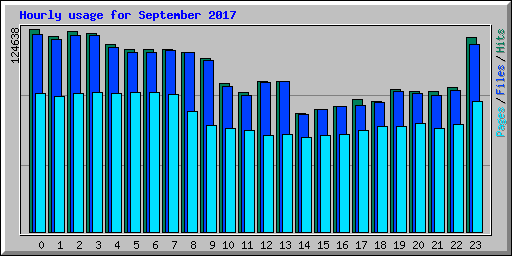 Hourly usage for September 2017
124638
Pages/Files/Hits
0 1 2 3 4 5 6 7 8 9 10 11 12 13 14 15 16 17 18 19 20 21 22 23